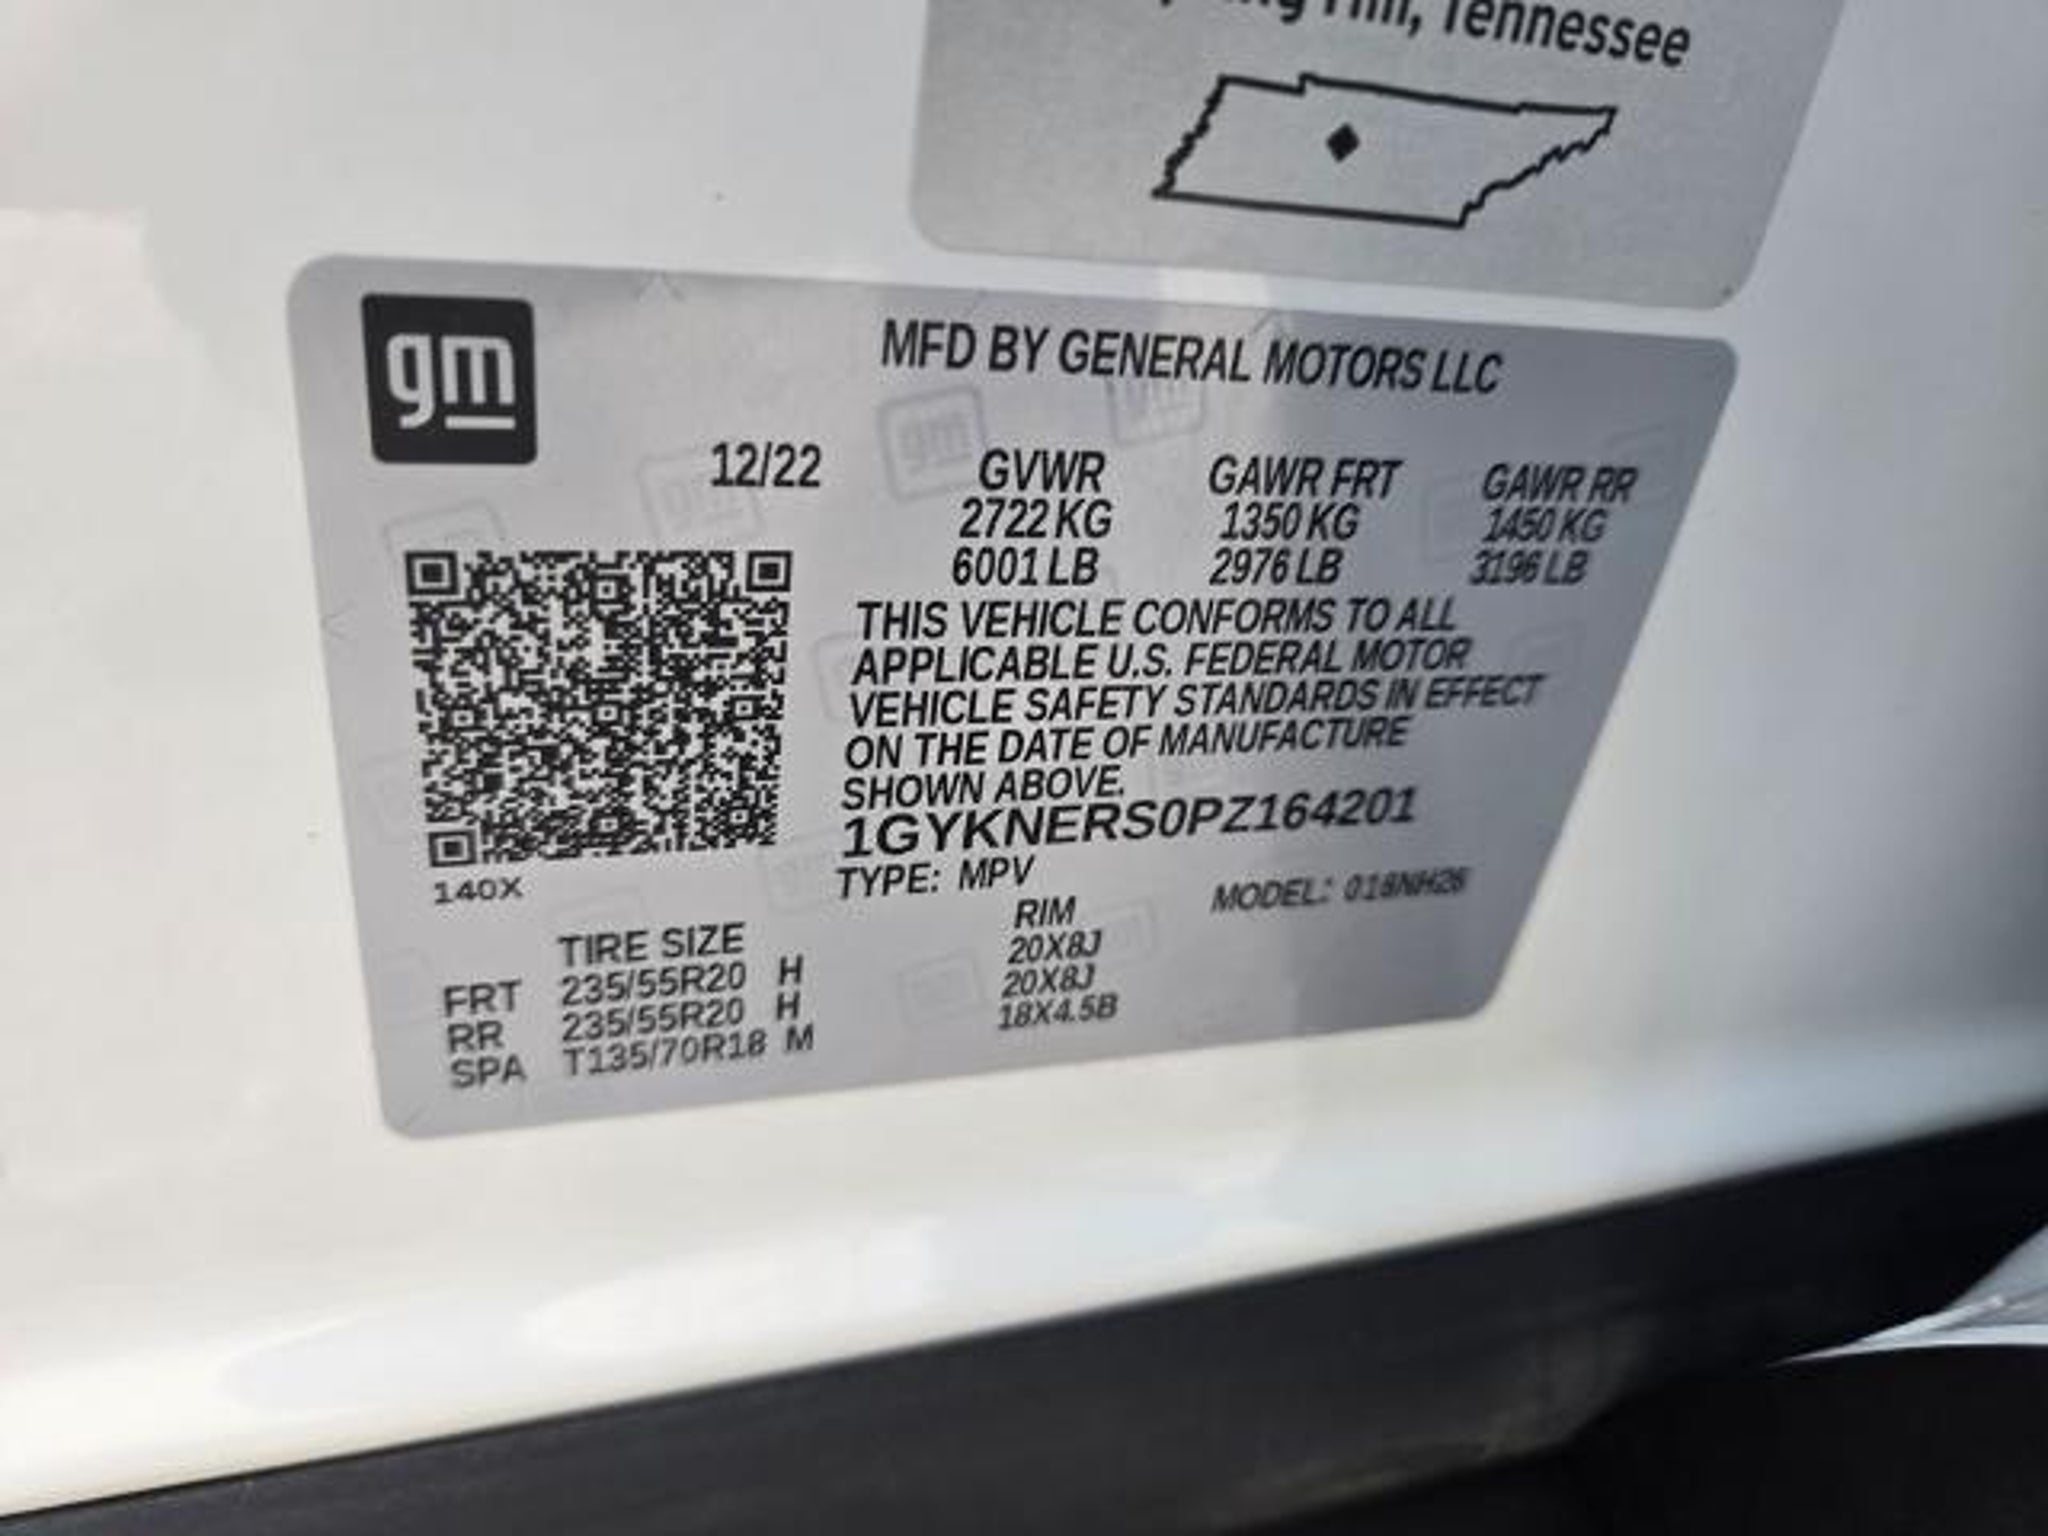 Hill, Tennessee
gm
MFD BY GENERAL MOTORS LLC
12/22 GVWR GAWR FRT GAWR RR
2722 KG 1350 KG 1450 KG
6001 LB 2976 LB 3196 LB
THIS VEHICLE CONFORMS TO ALL
APPLICABLE U.S. FEDERAL MOTOR
VEHICLE SAFETY STANDARDS IN EFFECT
ON THE DATE OF MANUFACTURE
SHOWN ABOVE.
1GYKNERS0PZ164201
140X
TYPE: MPV MODEL:
TIRE SIZE RIM
FRT 235/55R20 H 20X8J
RR 235/55R20 H 20X8J
SPA T135/70R18 M 18X4.5B